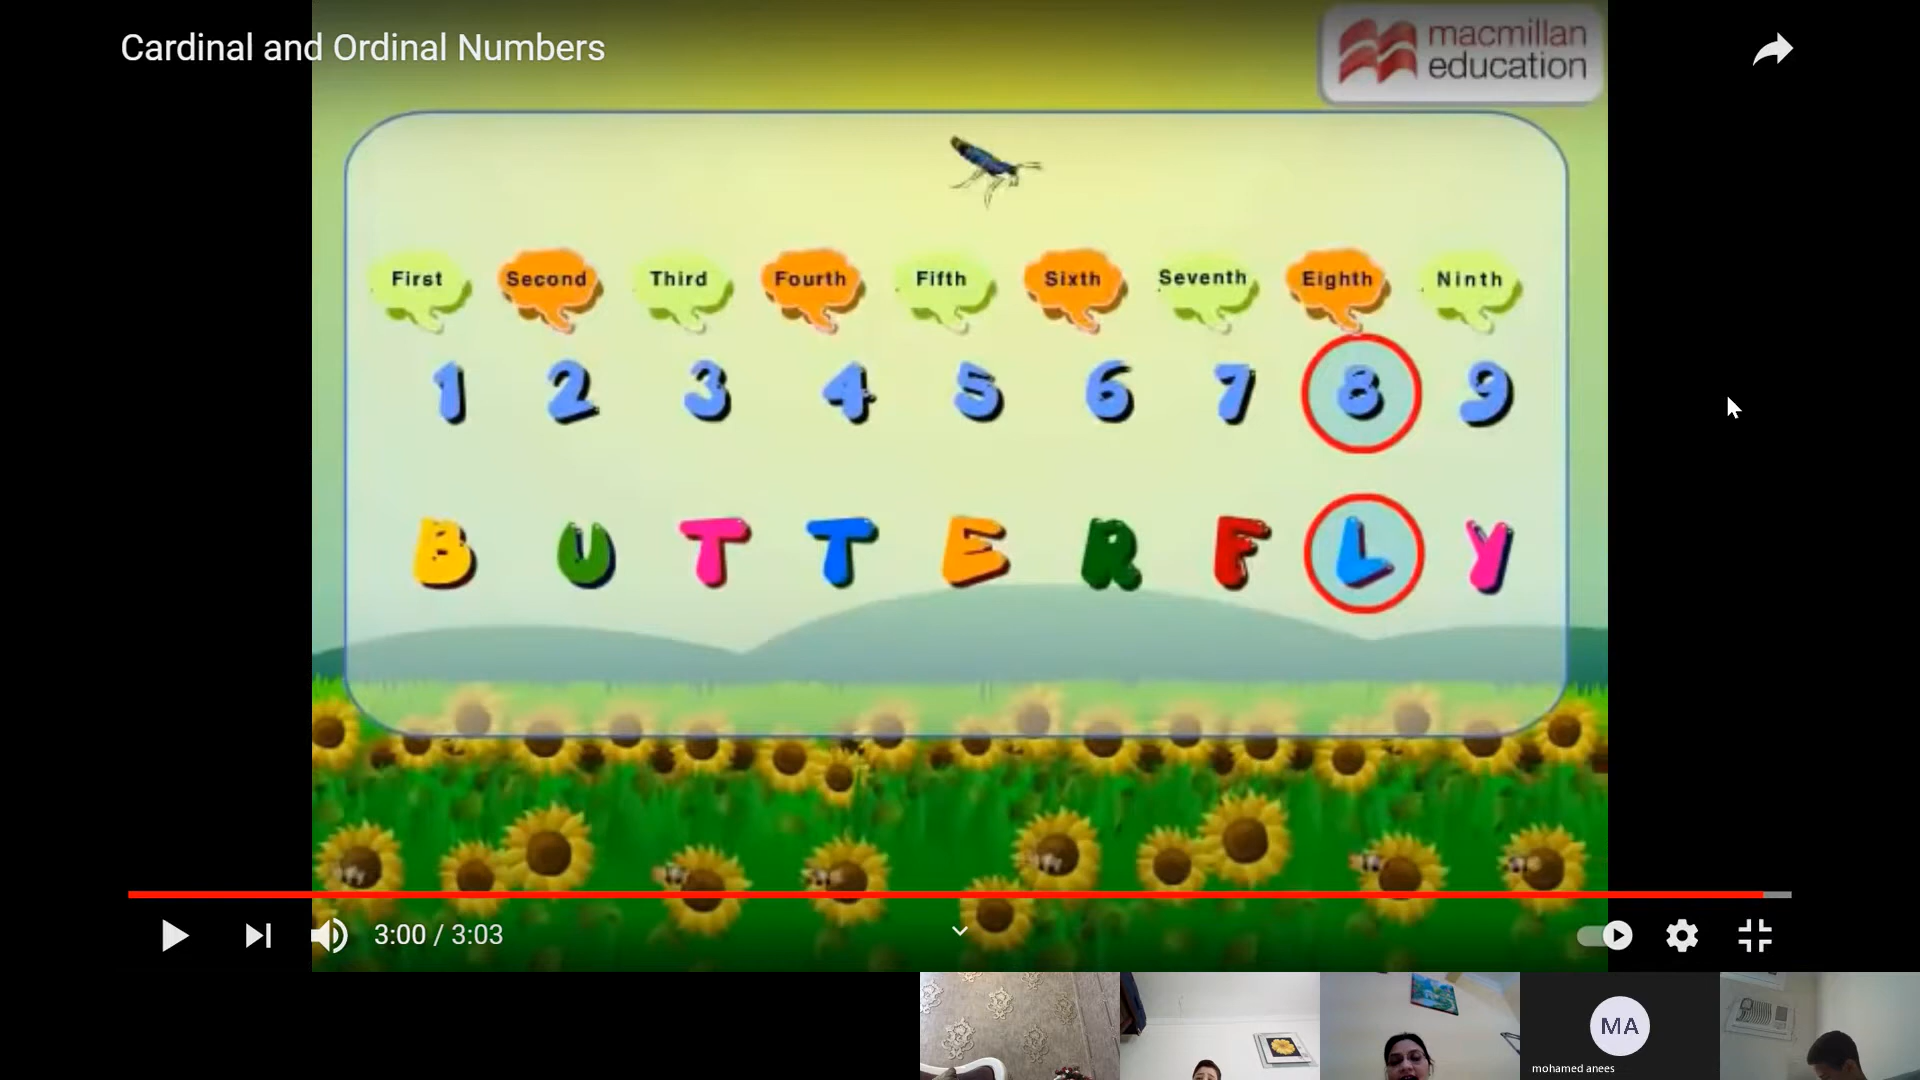 Cardinal and Ordinal Numbers
macmillan
education
First Second Third Fourth Fifth Sixth Seventh Eighth Ninth
1 2 3 4 5 6 7 8 9
B U T T E R F L Y
3:00 / 3:03
MA
mohamed anees